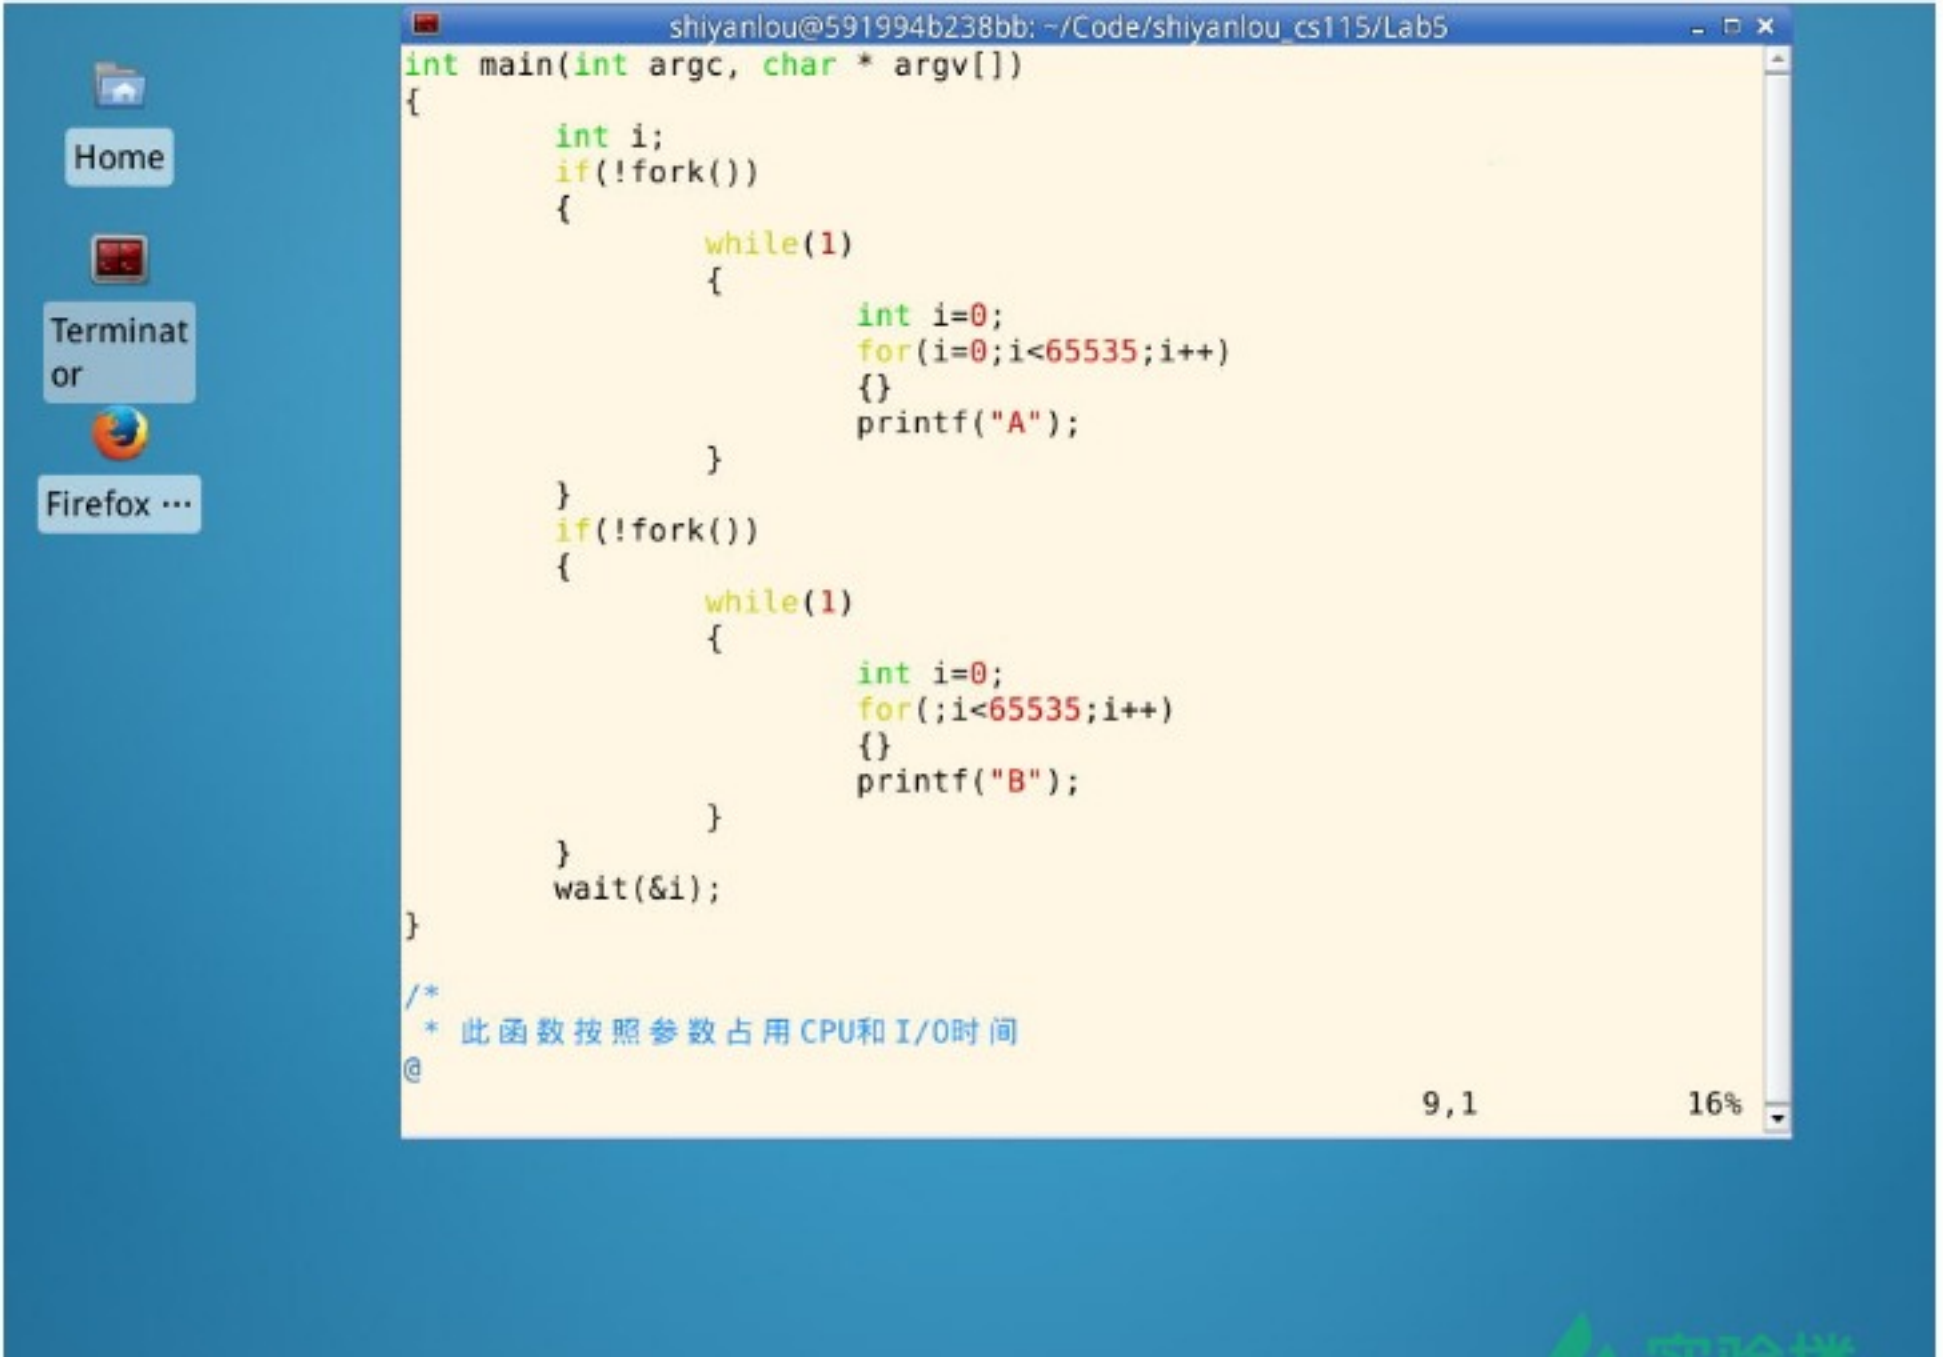 shiyanlou@591994b238bb: ~/Code/shiyanlou_cs115/Lab5
Home
Terminat
or
Firefox ···
int main(int argc, char * argv[])
{
int i;
if(!fork())
{
while(1)
{
int i=0;
for(i=0;i<65535;i++)
{}
printf("A");
}
}
if(!fork())
{
while(1)
{
int i=0;
for(;i<65535;i++)
{}
printf("B");
}
}
wait(&i);
}
/*
* 此函数按照参数占用CPU和I/O时间
@
9,1 16%